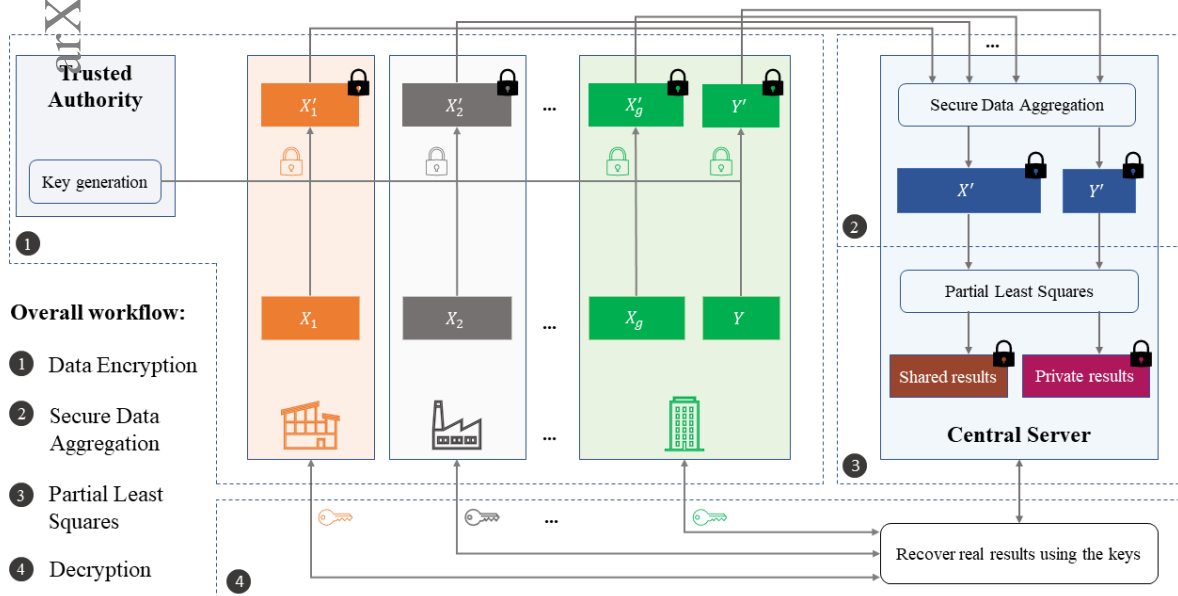 arX
Trusted
Authority
Key generation
1
X′₁
X′₂
...
X′g
Y′
...
Secure Data Aggregation
X′
Y′
2
Partial Least Squares
X₁
X₂
...
Xg
Y
Shared results
Private results
Central Server
3
...
Overall workflow:
1 Data Encryption
2 Secure Data
Aggregation
3 Partial Least
Squares
4 Decryption
...
Recover real results using the keys
4